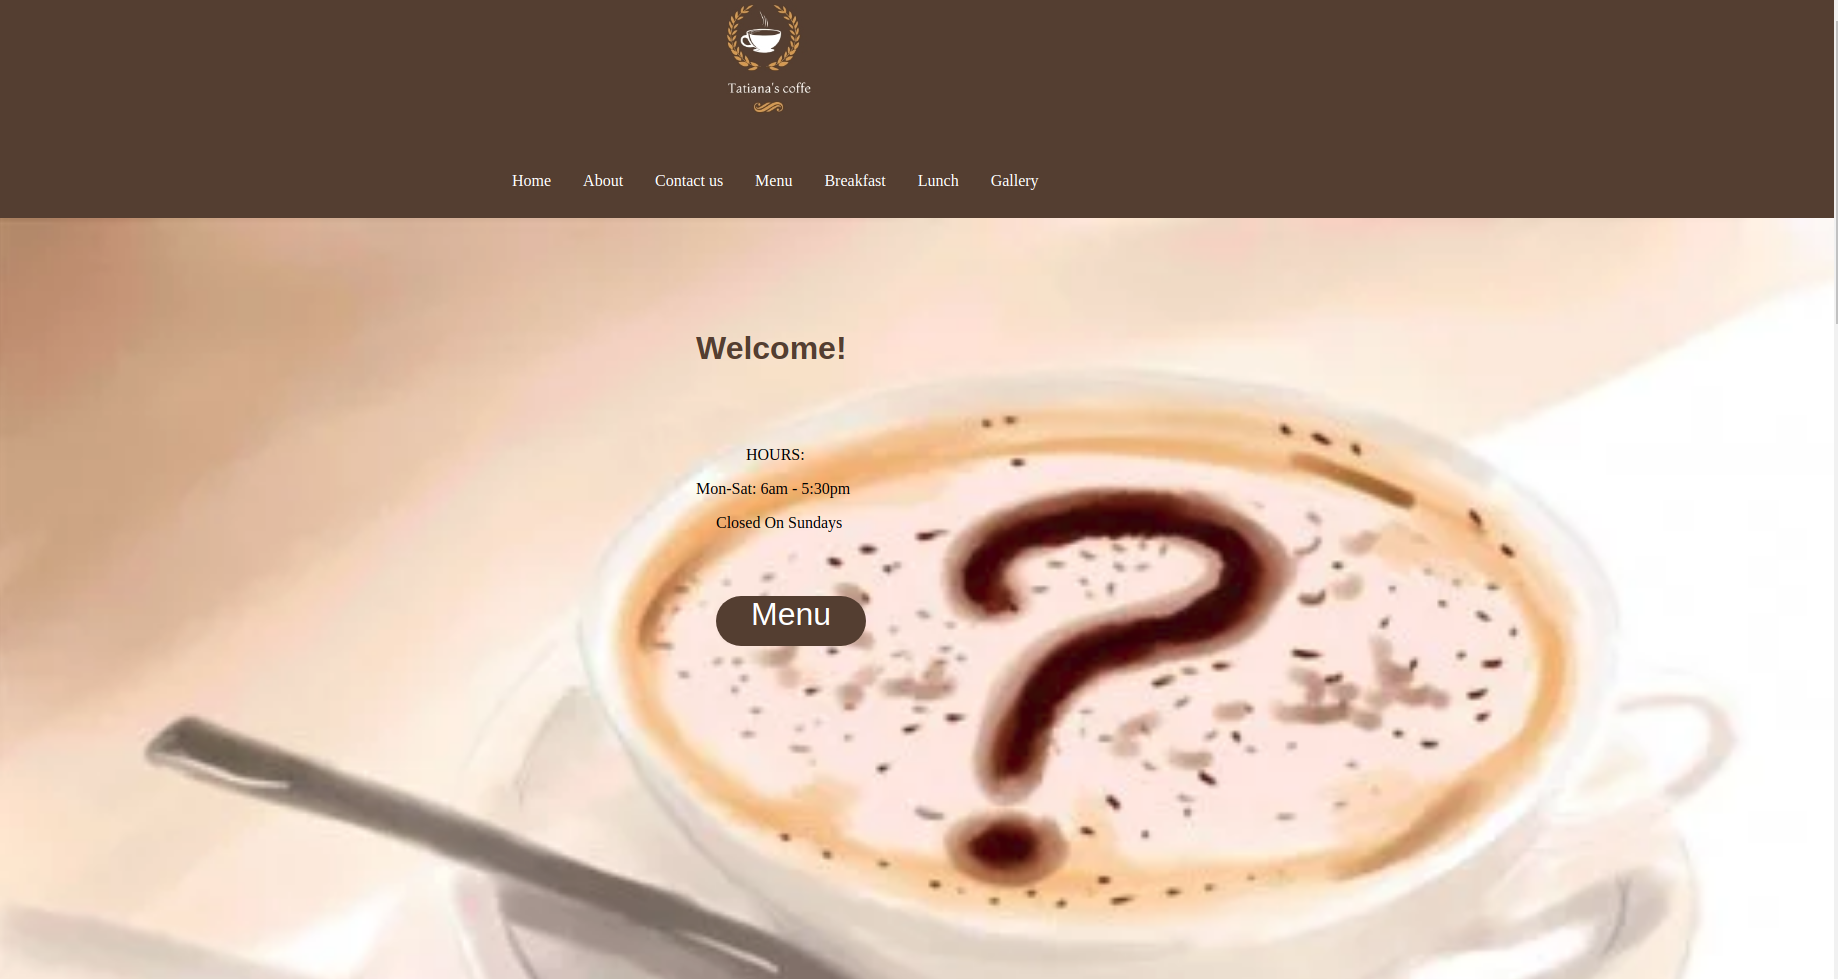 Tatiana's coffe
Home About Contact us Menu Breakfast Lunch Gallery
Welcome!
HOURS:
Mon-Sat: 6am - 5:30pm
Closed On Sundays
Menu
?